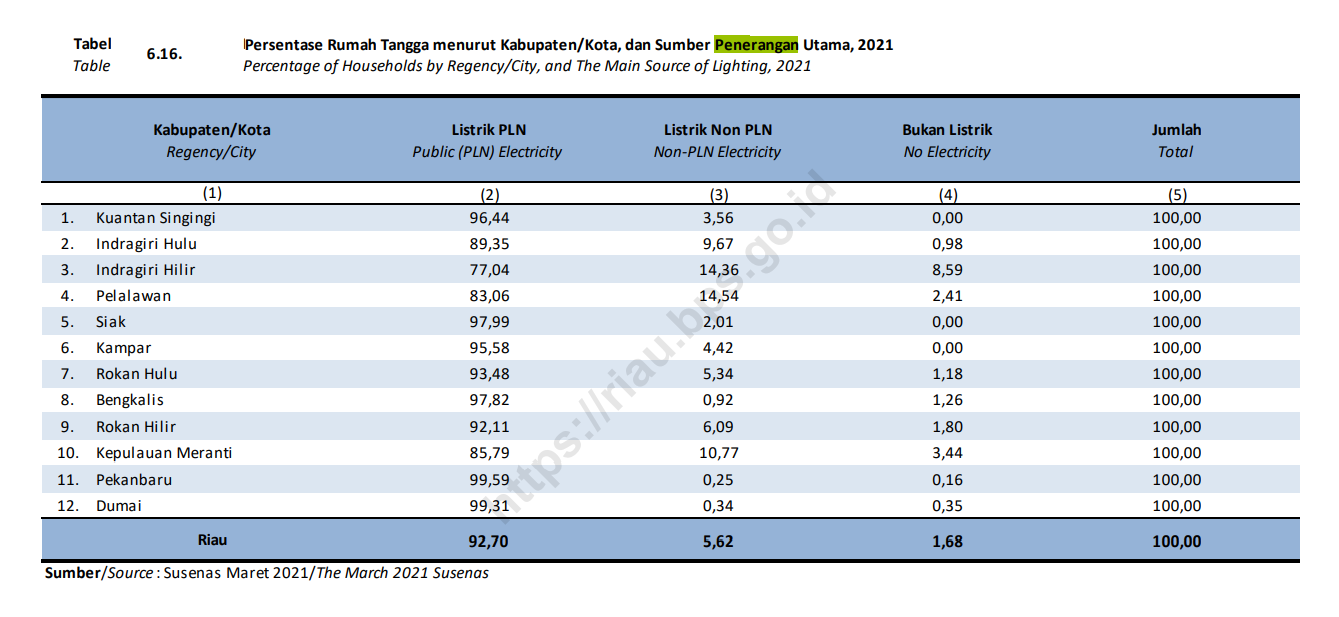 Tabel 6.16. Persentase Rumah Tangga menurut Kabupaten/Kota, dan Sumber Penerangan Utama, 2021
Table Percentage of Households by Regency/City, and The Main Source of Lighting, 2021
Kabupaten/Kota Listrik PLN Listrik Non PLN Bukan Listrik Jumlah
Regency/City Public (PLN) Electricity Non-PLN Electricity No Electricity Total
(1) (2) (3) (4) (5)
1. Kuantan Singingi 96,44 3,56 0,00 100,00
2. Indragiri Hulu 89,35 9,67 0,98 100,00
3. Indragiri Hilir 77,04 14,36 8,59 100,00
4. Pelalawan 83,06 14,54 2,41 100,00
5. Siak 97,99 2,01 0,00 100,00
6. Kampar 95,58 4,42 0,00 100,00
7. Rokan Hulu 93,48 5,34 1,18 100,00
8. Bengkalis 97,82 0,92 1,26 100,00
9. Rokan Hilir 92,11 6,09 1,80 100,00
10. Kepulauan Meranti 85,79 10,77 3,44 100,00
11. Pekanbaru 99,59 0,25 0,16 100,00
12. Dumai 99,31 0,34 0,35 100,00
Riau 92,70 5,62 1,68 100,00
Sumber/Source : Susenas Maret 2021/The March 2021 Susenas
https://riau.bps.go.id